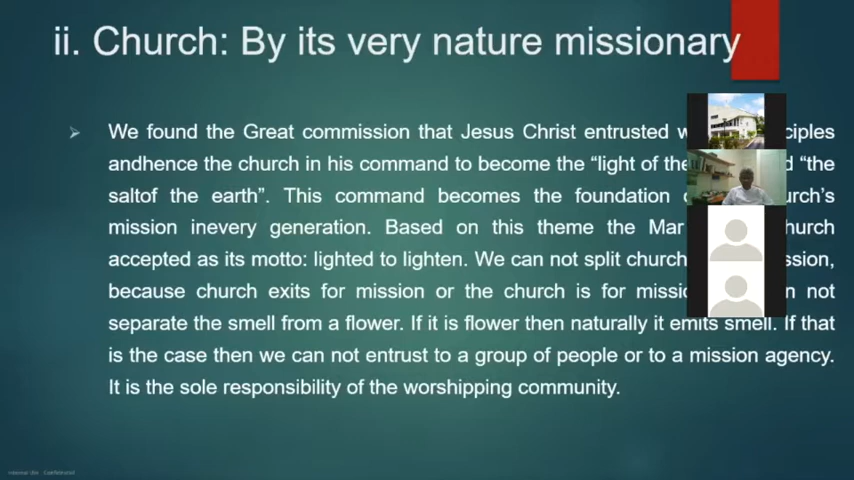 ii. Church: By its very nature missionary
We found the Great commission that Jesus Christ entrusted
andhence the church in his command to become the “light of the “the
saltof the earth”. This command becomes the foundation
mission inevery generation. Based on this theme the Mar
accepted as its motto: lighted to lighten. We can not split church
because church exits for mission or the church is for not
separate the smell from a flower. If it is flower then naturally it emits smell. If that
is the case then we can not entrust to a group of people or to a mission agency.
It is the sole responsibility of the worshipping community.